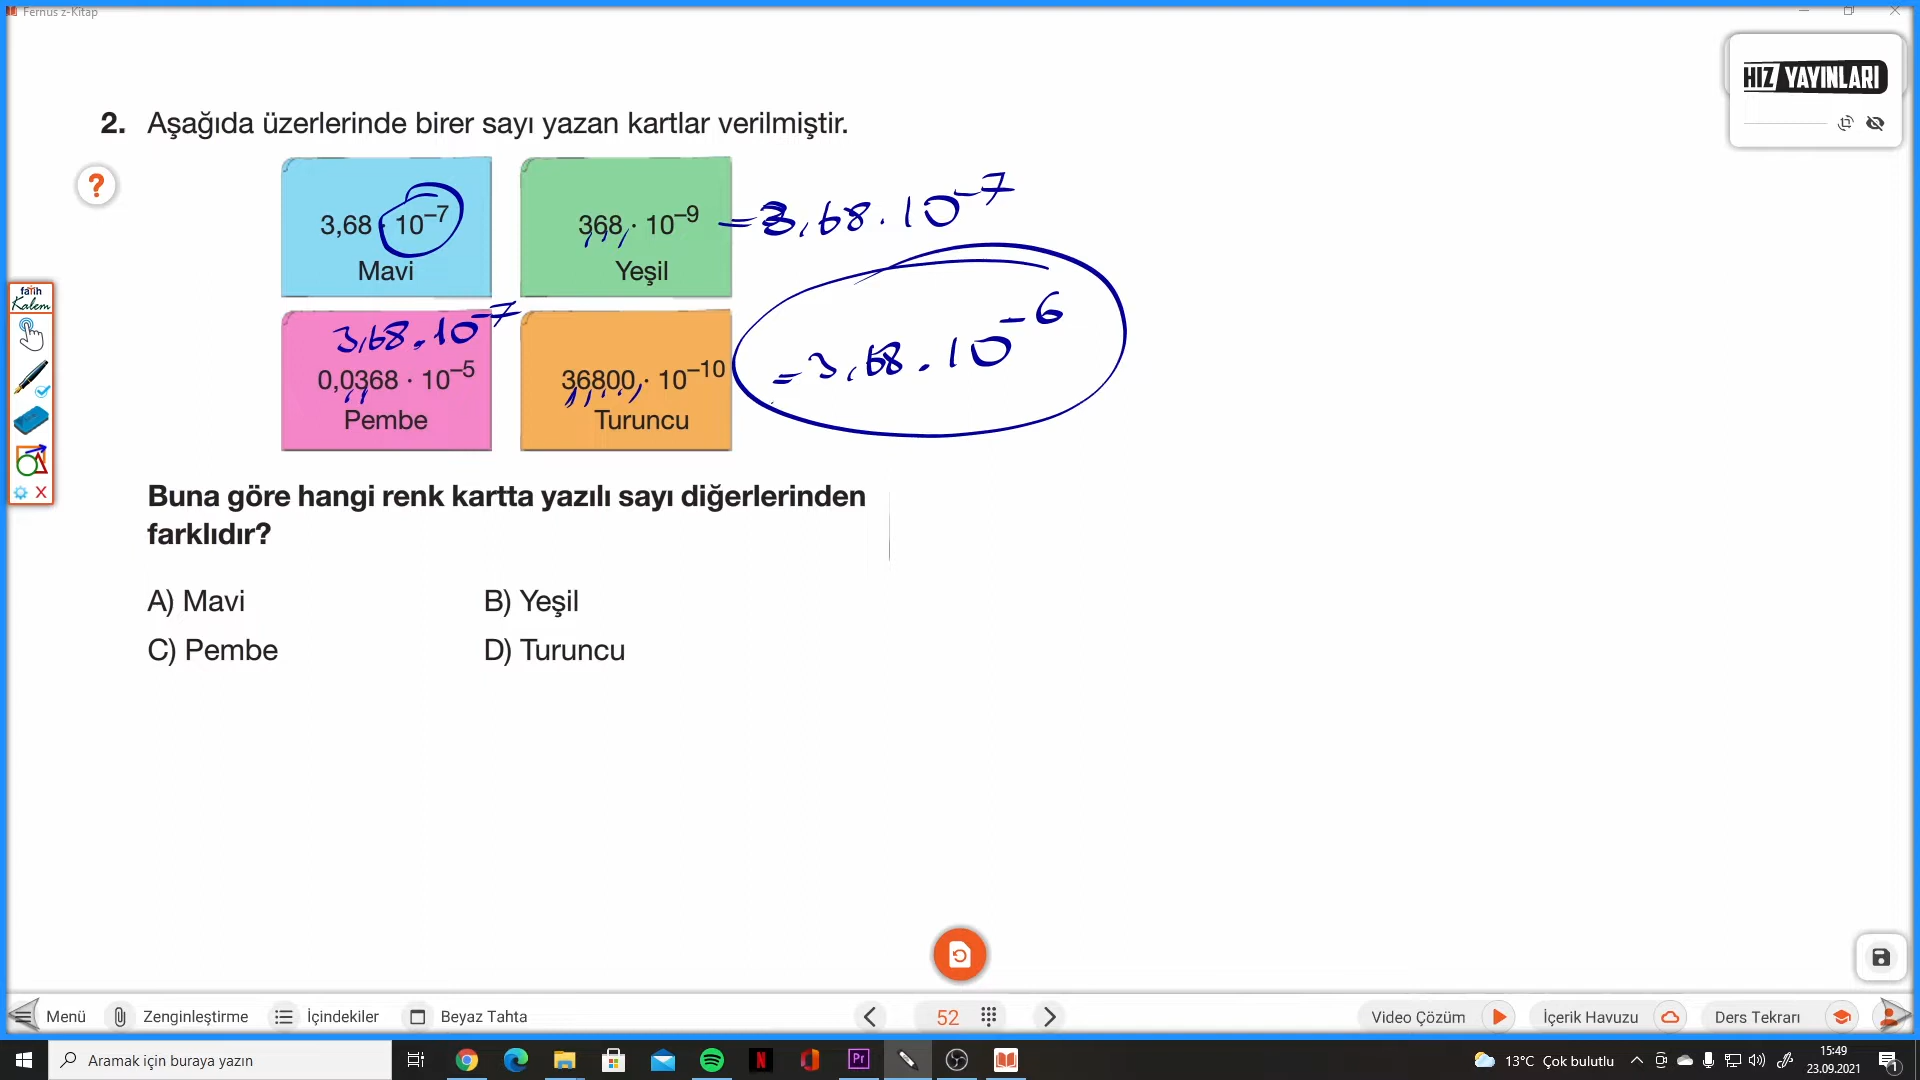 Fernus z-Kitap
HIZ YAYINLARI
2. Aşağıda üzerlerinde birer sayı yazan kartlar verilmiştir.
3,68 · 10⁻⁷
Mavi
368 · 10⁻⁹
Yeşil
= 3,68 . 10⁻⁷
3,68 . 10⁻⁷
0,0368 · 10⁻⁵
Pembe
36800 · 10⁻¹⁰
Turuncu
= 3,68 . 10⁻⁶
fatih
Kalem
Buna göre hangi renk kartta yazılı sayı diğerlerinden
farklıdır?
A) Mavi
B) Yeşil
C) Pembe
D) Turuncu
Menü
Zenginleştirme
İçindekiler
Beyaz Tahta
52
Video Çözüm
İçerik Havuzu
Ders Tekrarı
Aramak için buraya yazın
Pr
13°C Çok bulutlu
15:49
23.09.2021
1